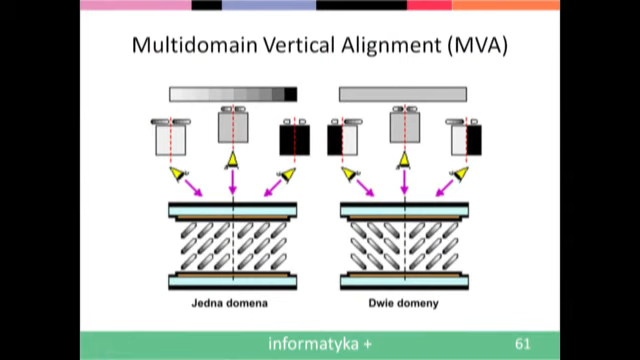 Multidomain Vertical Alignment (MVA)
Jedna domena
Dwie domeny
informatyka +
61